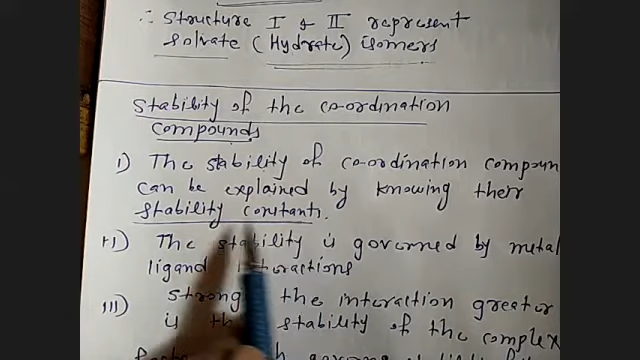 ∴ Structure I & II represent
Solvate (Hydrate) isomers
Stability of the co-ordination
compounds
i) The stability of co-ordination compoun
can be explained by knowing their
stability constants.
ii) The stability is governed by metal
ligand interactions
iii) the interaction greater
is the stability of the complex